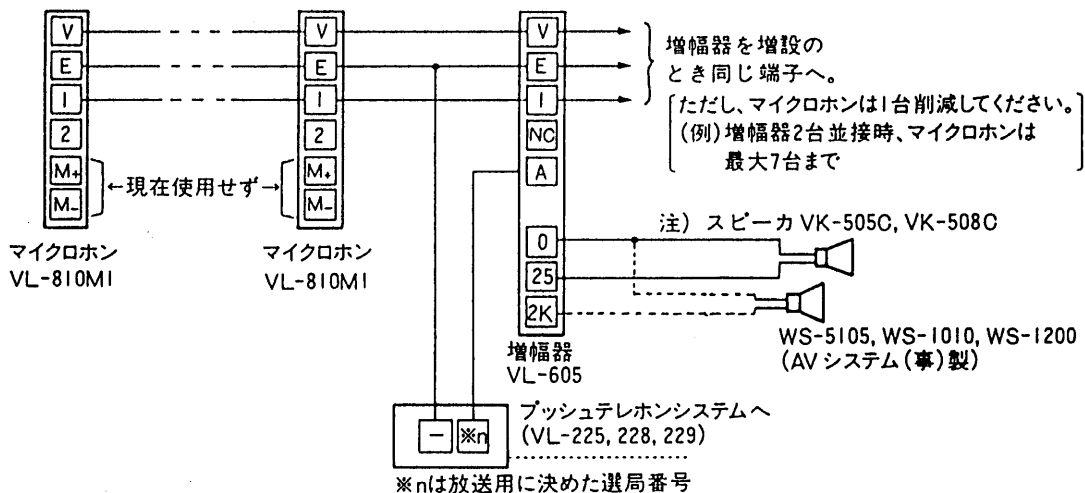 V
E
1
2
M+
M-
←現在使用せず→
マイクロホン
VL-810M1
V
E
1
2
M+
M-
マイクロホン
VL-810M1
V
E
1
NC
A
0
25
2K
増幅器
VL-605
増幅器を増設の
とき同じ端子へ。
ただし、マイクロホンは1台削減してください。
(例)増幅器2台並接時、マイクロホンは
最大7台まで
注) スピーカ VK-505C, VK-508C
WS-5105, WS-1010, WS-1200
(AVシステム(事)製)
プッシュテレホンシステムへ
(VL-225, 228, 229)
－
※n
※nは放送用に決めた選局番号